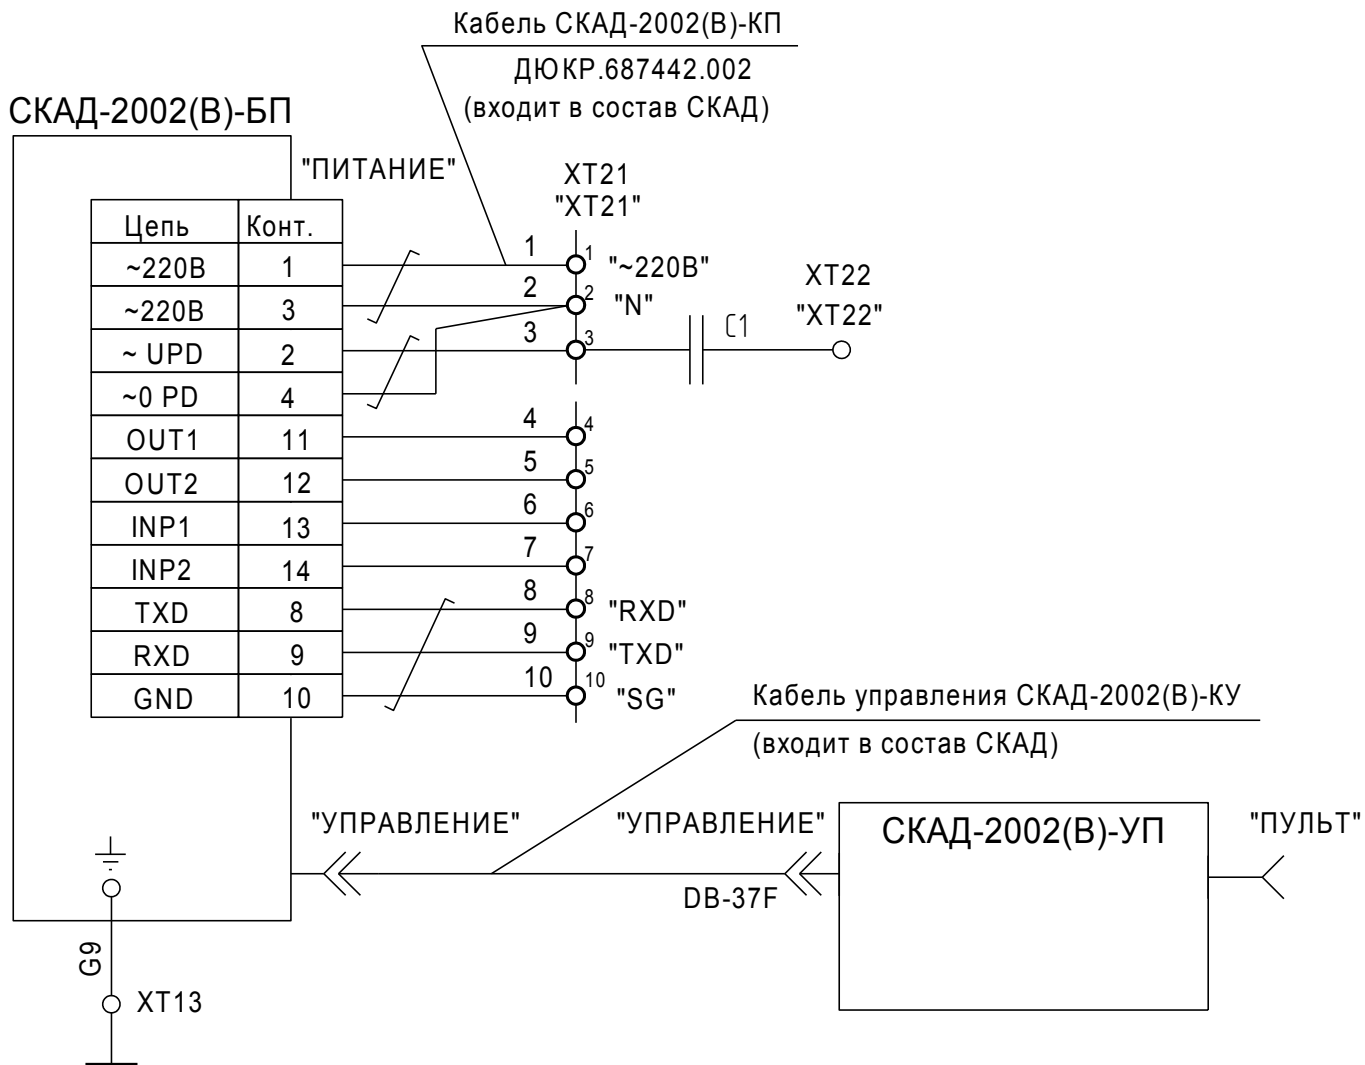 Кабель СКАД-2002(В)-КП
ДЮКР.687442.002
(входит в состав СКАД)
СКАД-2002(В)-БП
"ПИТАНИЕ"
XT21
"XT21"
Цепь Конт.
~220В 1 1 1 "~220В"
~220В 3 2 2 "N"
~ UPD 2 3 3
~0 PD 4
C1
XT22
"XT22"
OUT1 11 4 4
OUT2 12 5 5
INP1 13 6 6
INP2 14 7 7
TXD 8 8 8 "RXD"
RXD 9 9 9 "TXD"
GND 10 10 10 "SG"
Кабель управления СКАД-2002(В)-КУ
(входит в состав СКАД)
"УПРАВЛЕНИЕ" "УПРАВЛЕНИЕ"
DB-37F
СКАД-2002(В)-УП
"ПУЛЬТ"
G9
XT13